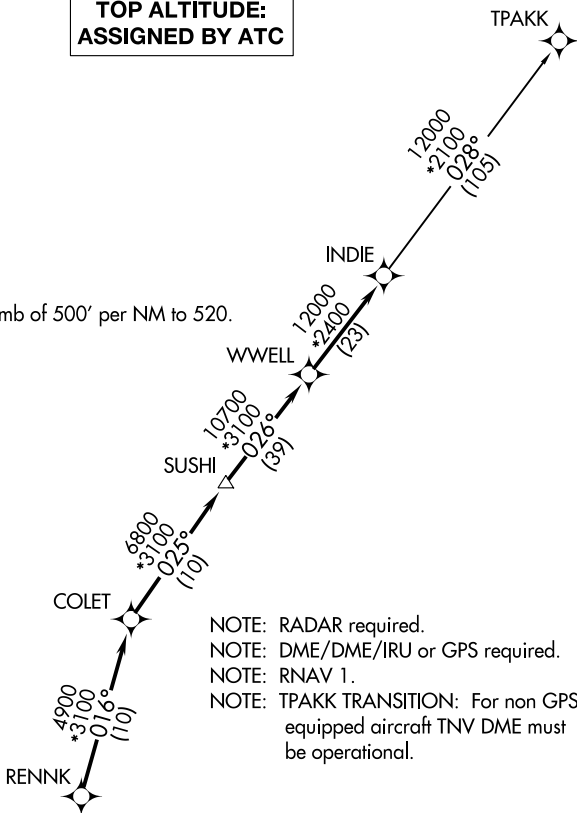 TOP ALTITUDE:
ASSIGNED BY ATC
TPAKK
12000
*2100
028°
(105)
INDIE
mb of 500' per NM to 520.
12000
*2400
(23)
WWELL
10700
*3100
026°
(39)
SUSHI
6800
*3100
025°
(10)
COLET
NOTE: RADAR required.
NOTE: DME/DME/IRU or GPS required.
NOTE: RNAV 1.
NOTE: TPAKK TRANSITION: For non GPS
equipped aircraft TNV DME must
be operational.
4900
*3100
016°
(10)
RENNK